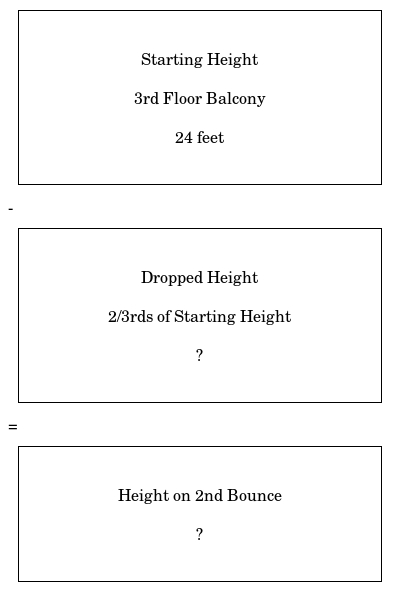 Starting Height
3rd Floor Balcony
24 feet
-
Dropped Height
2/3rds of Starting Height
?
=
Height on 2nd Bounce
?